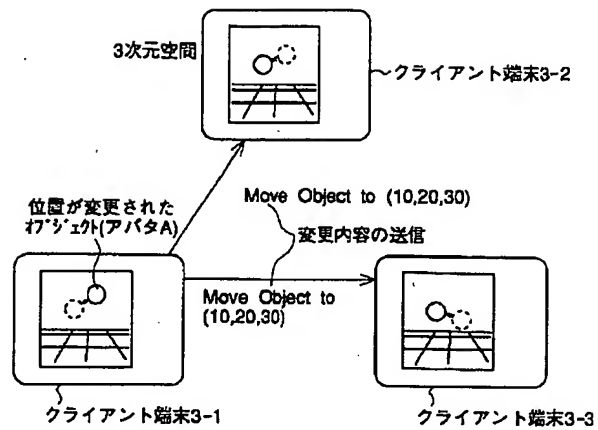 3次元空間
クライアント端末3-2
位置が変更された
オブジェクト(アバタA)
Move Object to (10,20,30)
変更内容の送信
Move Object to
(10,20,30)
クライアント端末3-1
クライアント端末3-3